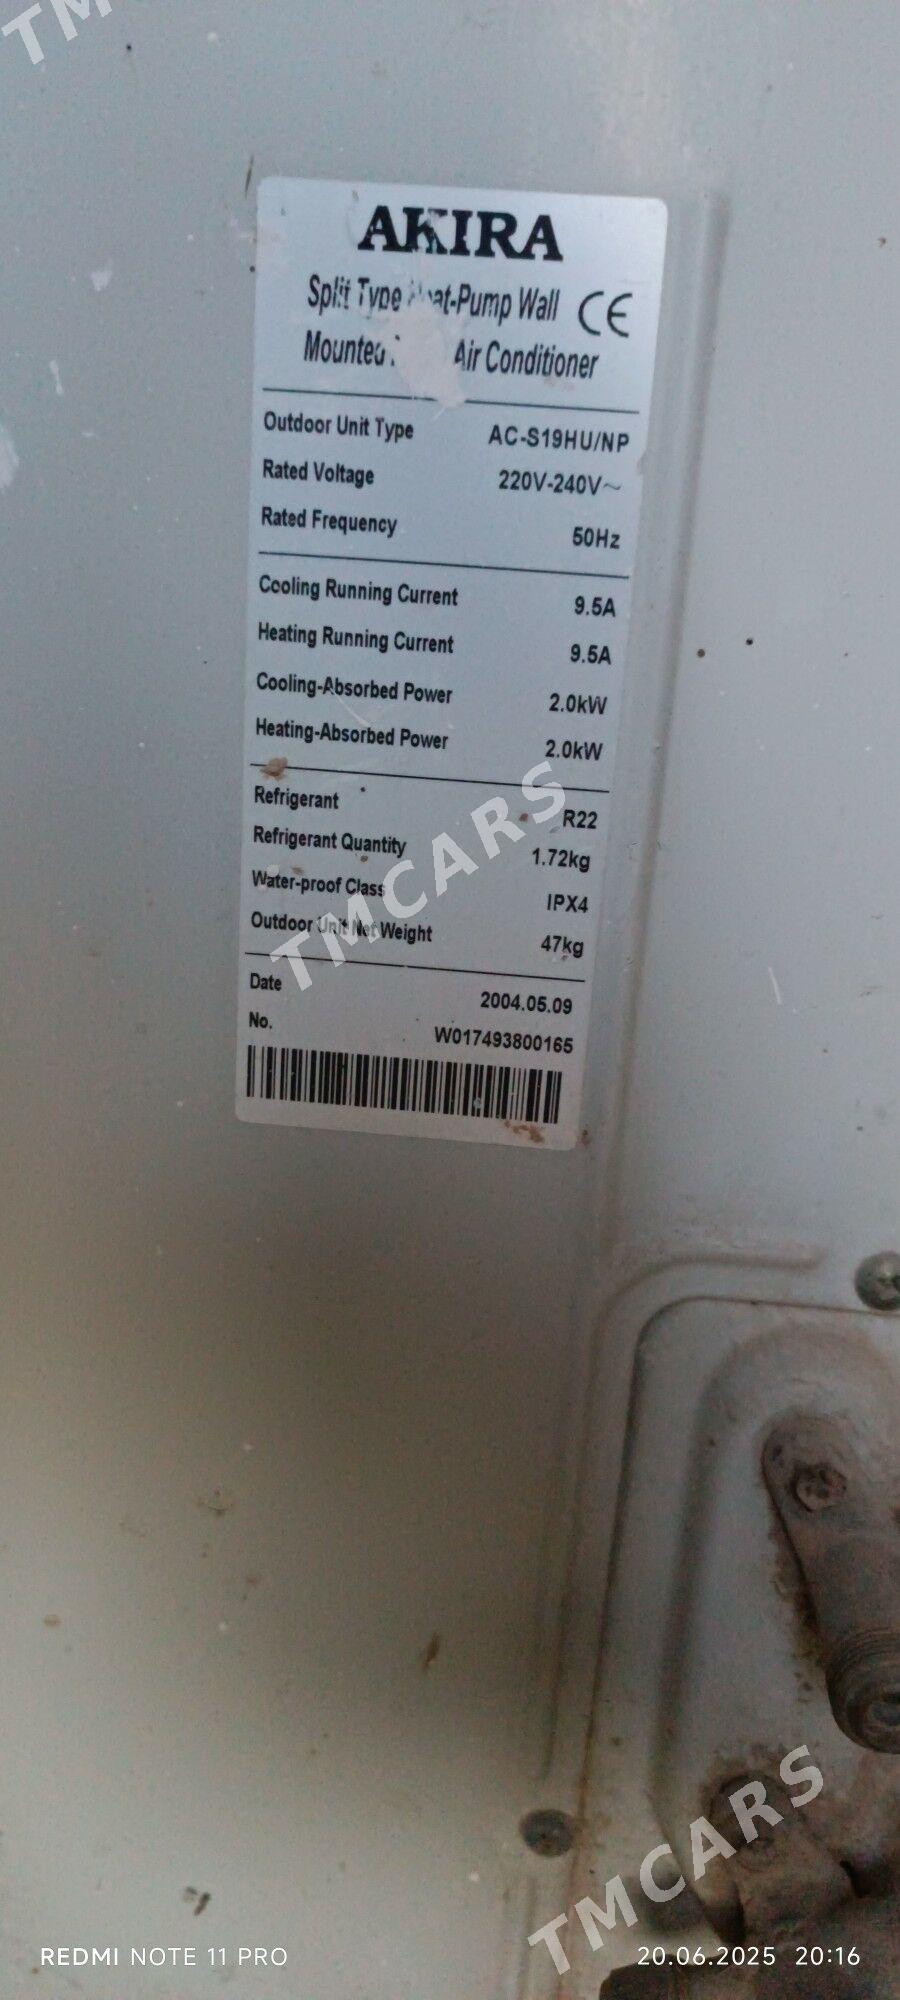 TM
AKIRA
Split Type Heat-Pump Wall CE
Mounted Air Conditioner
Outdoor Unit Type AC-S19HU/NP
Rated Voltage 220V-240V~
Rated Frequency 50Hz
Cooling Running Current 9.5A
Heating Running Current 9.5A
Cooling-Absorbed Power 2.0kW
Heating-Absorbed Power 2.0kW
Refrigerant R22
Refrigerant Quantity 1.72kg
Water-proof Class IPX4
Outdoor Unit Net Weight 47kg
TMCARS
Date 2004.05.09
No. W017493800165
TMCARS
REDMI NOTE 11 PRO 20.06.2025 20:16